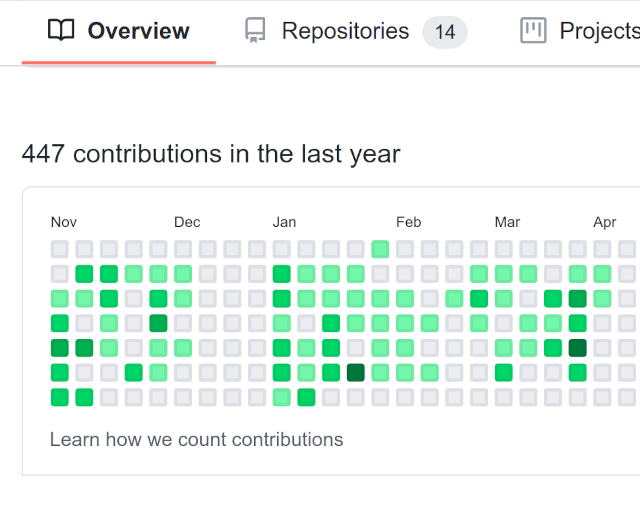 Overview Repositories 14 Projects
447 contributions in the last year
Nov Dec Jan Feb Mar Apr
Learn how we count contributions